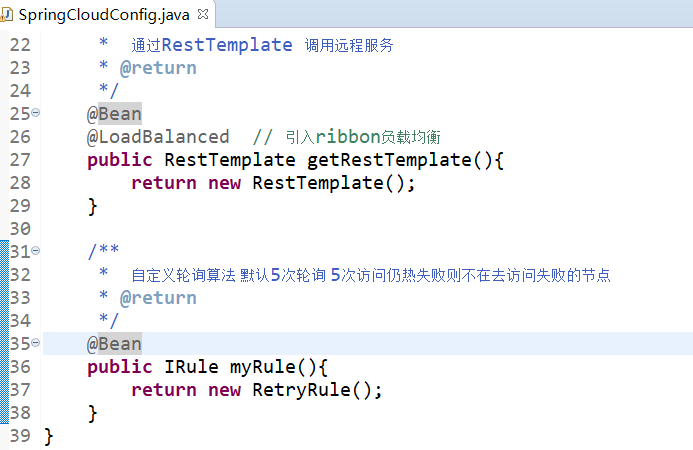 SpringCloudConfig.java
22 * 通过RestTemplate 调用远程服务
23 * @return
24 */
25 @Bean
26 @LoadBalanced // 引入ribbon负载均衡
27 public RestTemplate getRestTemplate(){
28 return new RestTemplate();
29 }
30
31 /**
32 * 自定义轮询算法 默认5次轮询 5次访问仍热失败则不在去访问失败的节点
33 * @return
34 */
35 @Bean
36 public IRule myRule(){
37 return new RetryRule();
38 }
39 }